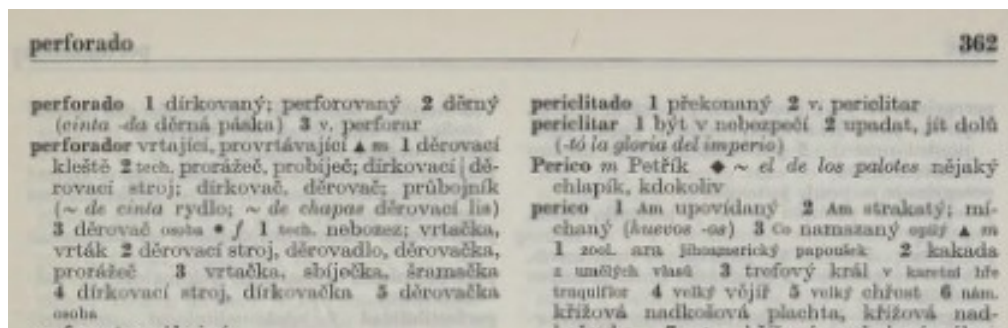 perforado 362
perforado 1 dírkovaný; perforovaný 2 děrný
(cinta -da děrná páska) 3 v. perforar
perforador vrtající, provrtávající ▲ m 1 děrovací
kleště 2 tech. prorážeč, probíječ; dírkovací | dě-
rovací stroj; dírkovač, děrovač; průbojník
(~ de cinta rydlo; ~ de chapas děrovací lis)
3 děrovač osoba ● f 1 tech. nebozez; vrtačka,
vrták 2 děrovací stroj, děrovadlo, děrovačka,
prorážeč 3 vrtačka, sbíječka, šramačka
4 dírkovací stroj, dírkovačka 5 děrovačka
osoba
periclitado 1 překonaný 2 v. periclitar
periclitar 1 být v nebezpečí 2 upadat, jít dolů
(-tó la gloria del imperio)
Perico m Petřík ◆ ~ el de los palotes nějaký
chlapík, kdokoliv
perico 1 Am upovídaný 2 Am strakatý; mí-
chaný (huevos -os) 3 Co namazaný opilý ▲ m
1 zool. ara jihoamerický papoušek 2 kakada
z umělých vlasů 3 trefový král v karetní hře
truquiflor 4 velký vějíř 5 velký chřest 6 nám.
křížová nadkošová plachta, křížová nad-